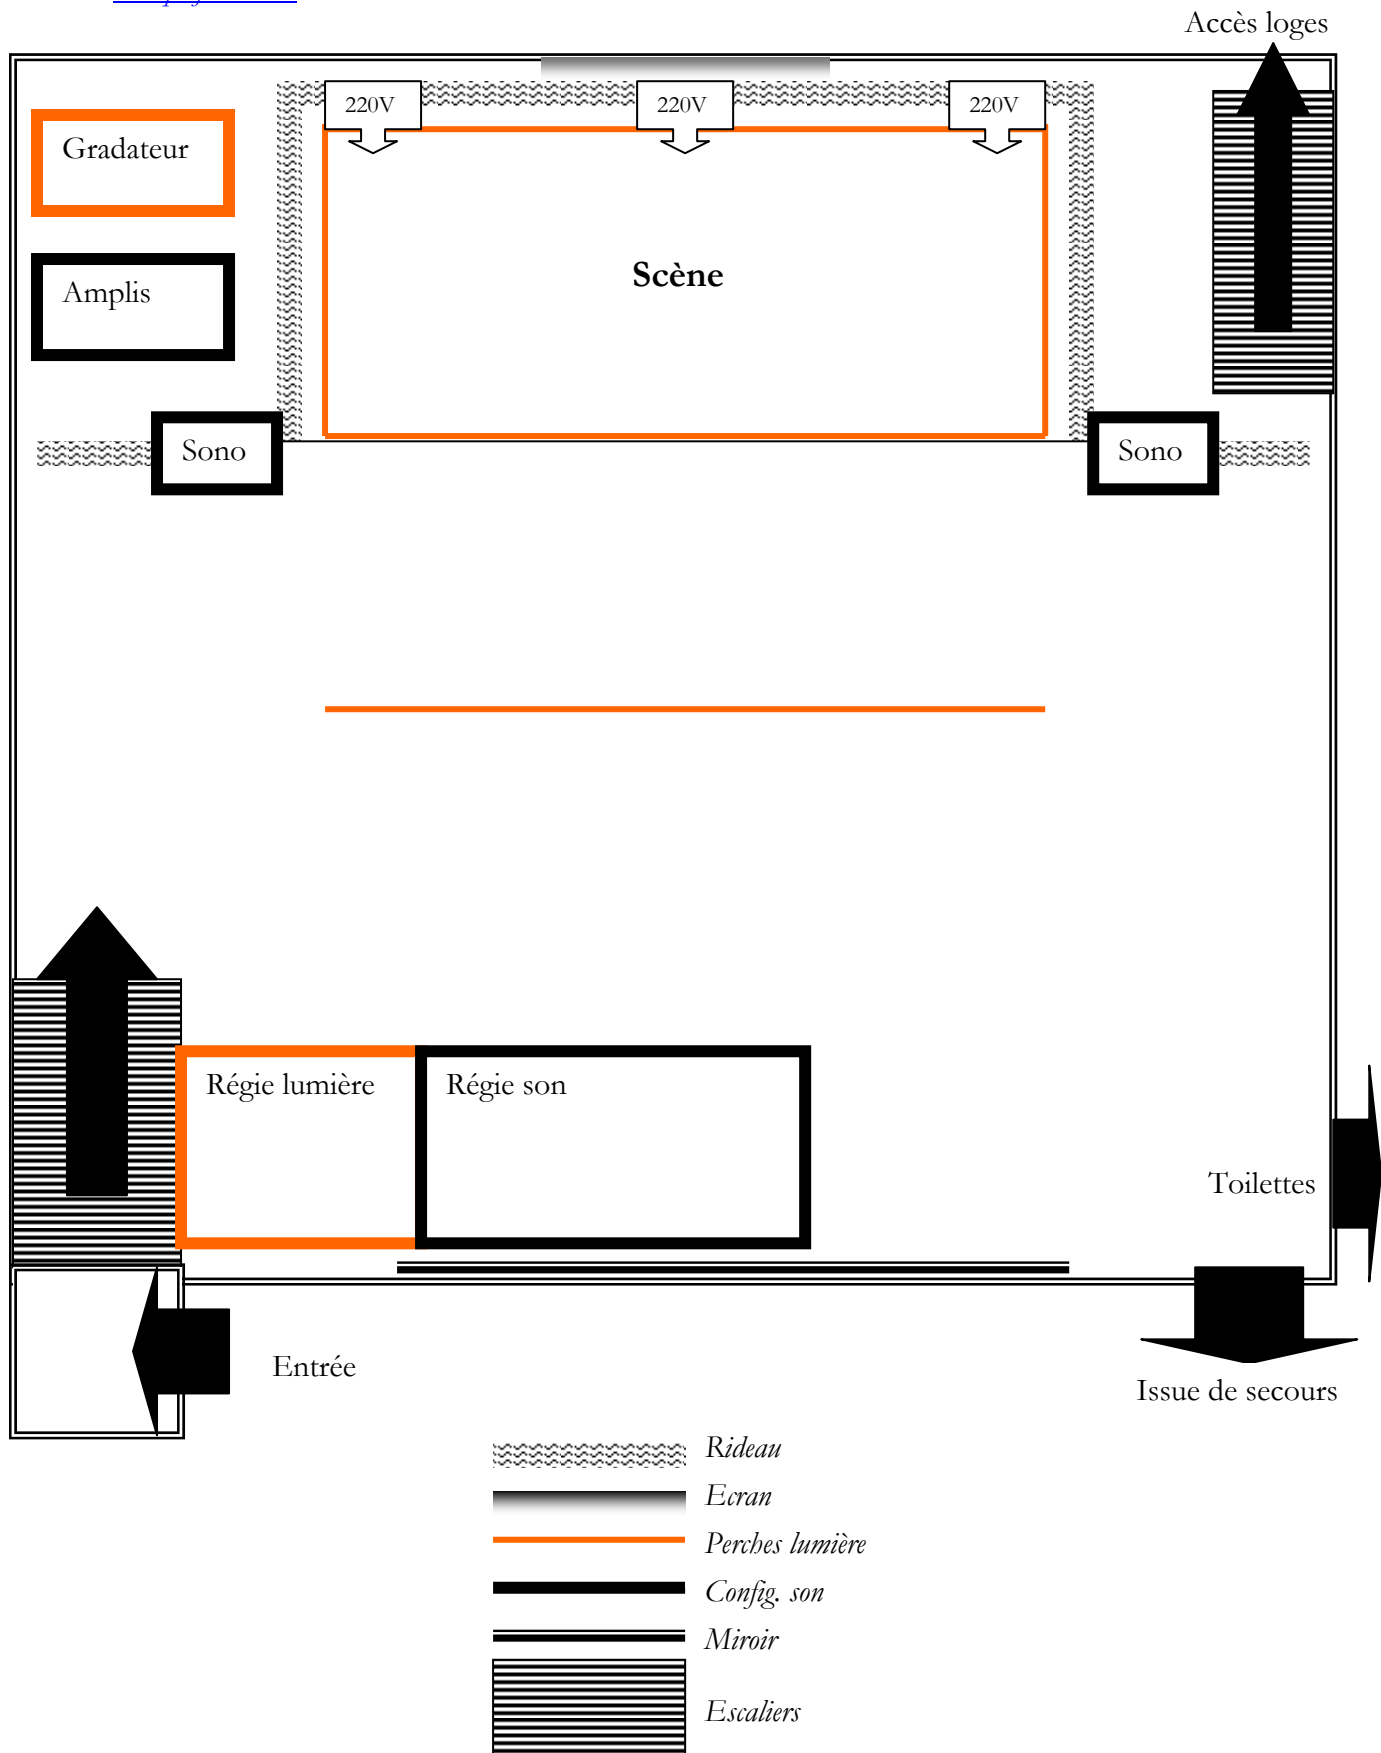 Accès loges
220V
220V
220V
Gradateur
Scène
Amplis
Sono
Sono
Régie lumière
Régie son
Toilettes
Entrée
Issue de secours
Rideau
Ecran
Perches lumière
Config. son
Miroir
Escaliers